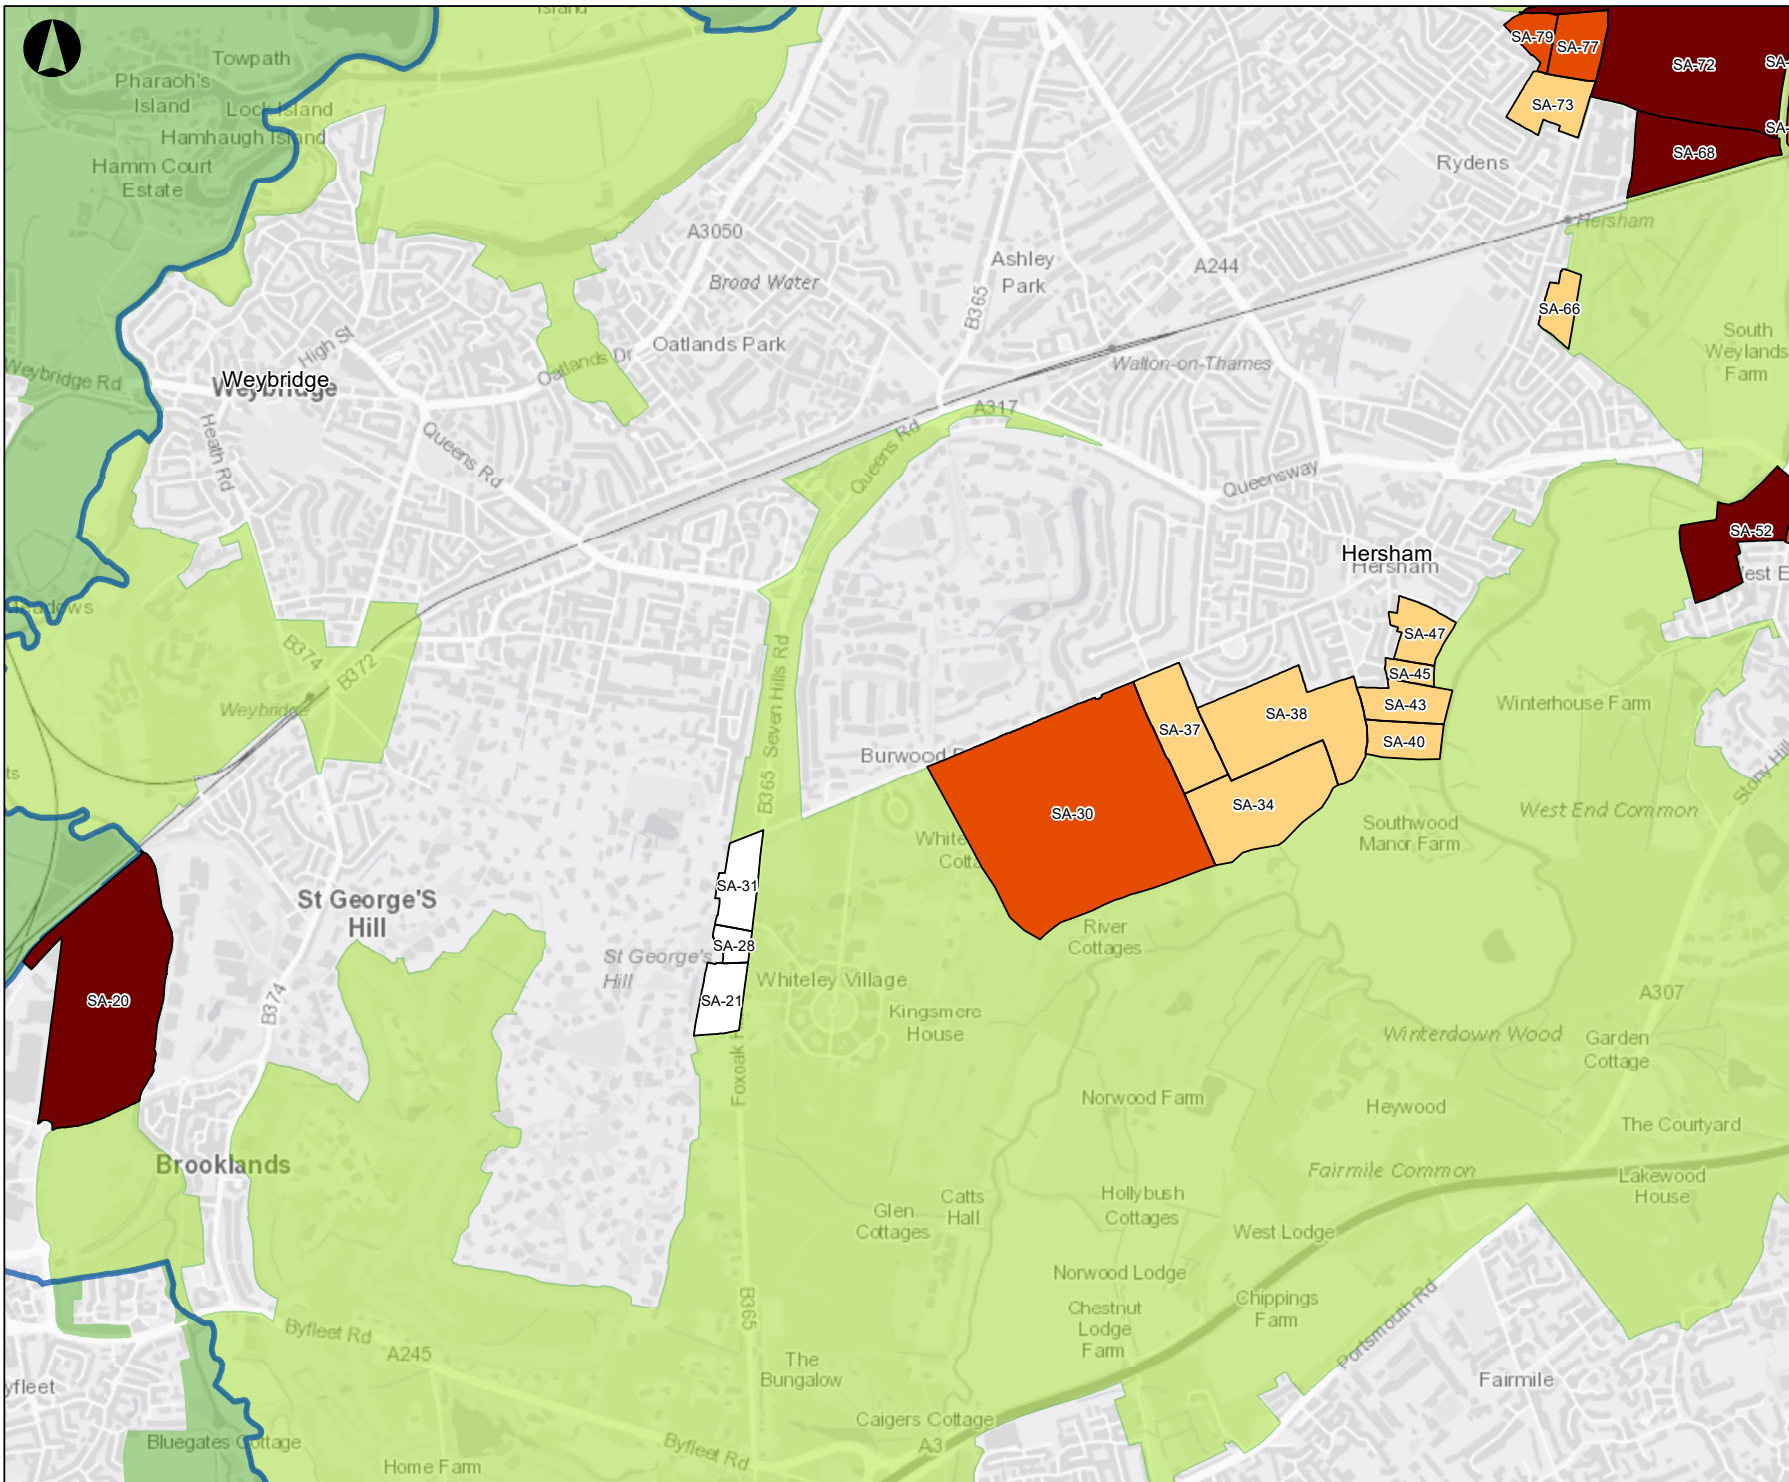 Island
Towpath
Pharaoh's
Island
Lock Island
Hamhaugh Island
Hamm Court
Estate
SA-79
SA-77
SA-72
SA-
SA-73
SA-
SA-68
Rydens
Hersham
A3050
Broad Water
Ashley
Park
A244
B365
SA-66
South
Weylands
Farm
High St
Oatlands Park
Oatlands Dr
Walton-on-Thames
Weybridge Rd
Weybridge
Weybridge
A317
Heath Rd
Queens Rd
Queens Rd
Queensway
SA-52
Hersham
Hersham
SA-47
B374
B372
Weybridge
B365 Seven Hills Rd
SA-45
SA-43
SA-40
SA-37
SA-38
SA-34
SA-30
Winterhouse Farm
Stony Hill
West End Common
Southwood
Manor Farm
SA-31
SA-28
SA-21
St George'S
Hill
St George's
Hill
River
Cottages
Whiteley Village
Kingsmere
House
SA-20
B374
A307
Winterdown Wood
Garden
Cottage
Norwood Farm
Heywood
The Courtyard
Brooklands
Fairmile Common
Lakewood
House
Catts
Hall
Hollybush
Cottages
Glen
Cottages
West Lodge
Norwood Lodge
Chestnut
Lodge
Farm
Chippings
Farm
B365
Byfleet Rd
A245
Portsmouth Rd
The
Bungalow
Fairmile
Caigers Cottage
A3
Bluegates Cottage
Home Farm
Byfleet Rd